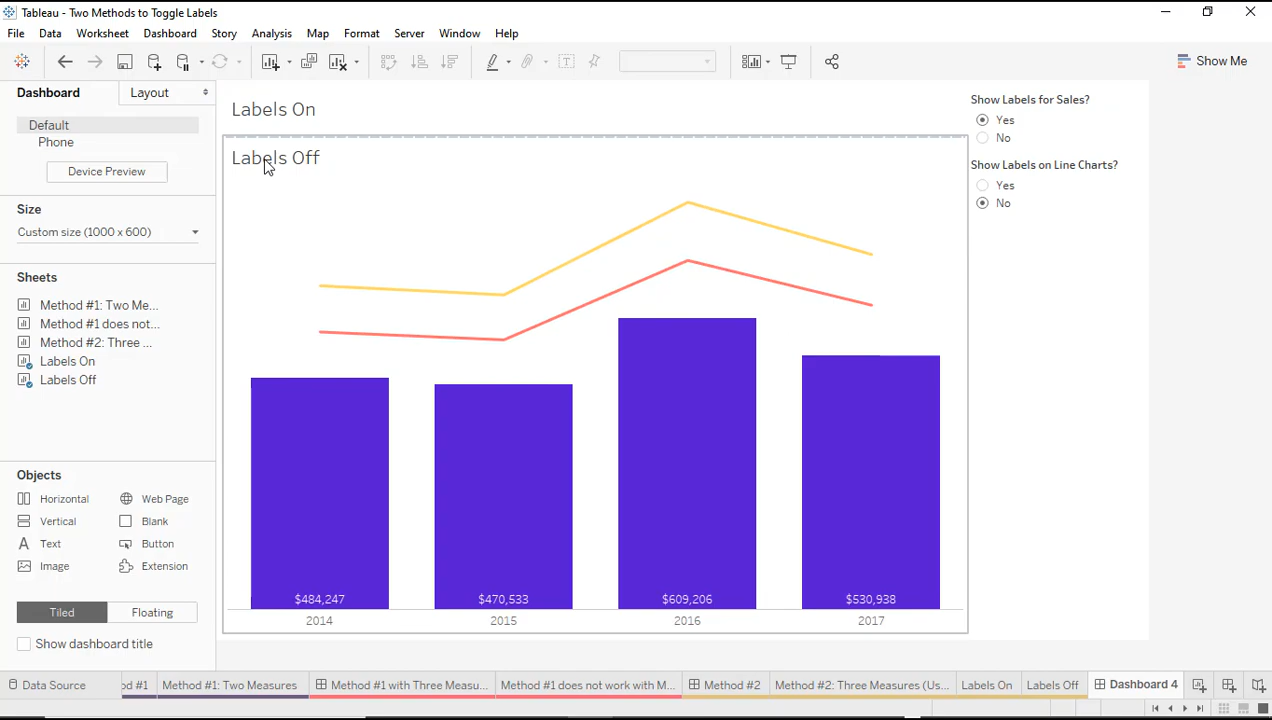 Tableau - Two Methods to Toggle Labels
File Data Worksheet Dashboard Story Analysis Map Format Server Window Help
Show Me
Dashboard Layout
Default
Phone
Device Preview
Size
Custom size (1000 x 600)
Sheets
Method #1: Two Me...
Method #1 does not...
Method #2: Three ...
Labels On
Labels Off
Objects
Horizontal Web Page
Vertical Blank
Text Button
Image Extension
Tiled Floating
Show dashboard title
Labels On
Labels Off
$484,247 $470,533 $609,206 $530,938
2014 2015 2016 2017
Show Labels for Sales?
Yes
No
Show Labels on Line Charts?
Yes
No
Data Source od #1 Method #1: Two Measures Method #1 with Three Measu... Method #1 does not work with M... Method #2 Method #2: Three Measures (Us... Labels On Labels Off Dashboard 4